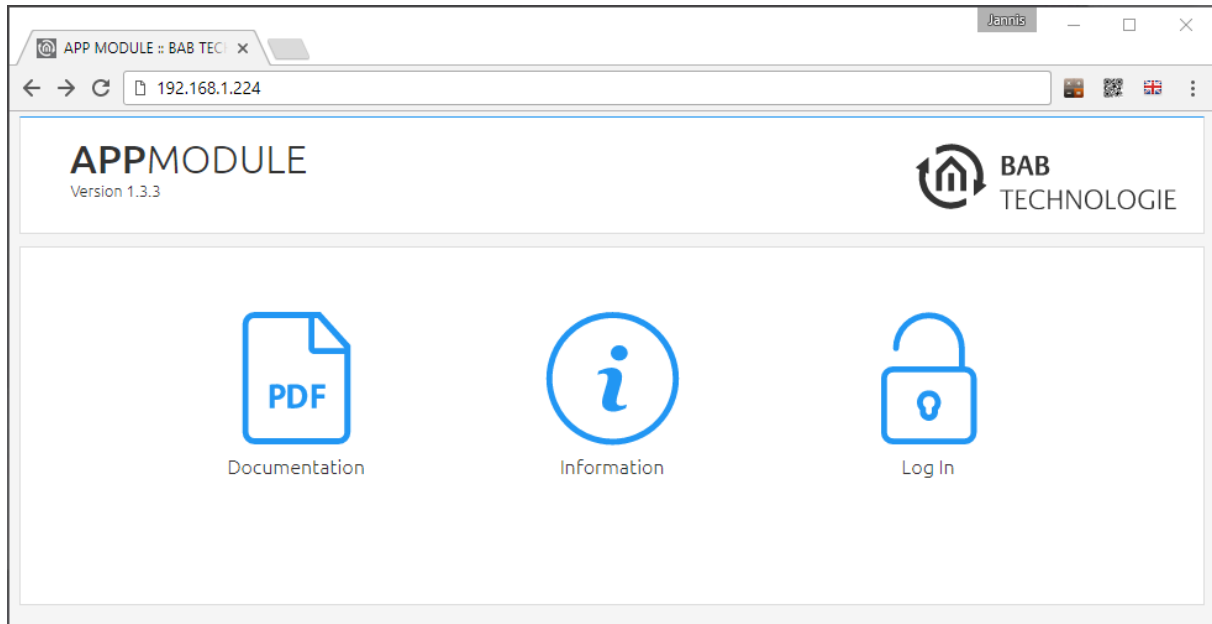 Jannis
APP MODULE :: BAB TEC
192.168.1.224
APPMODULE
Version 1.3.3
BAB
TECHNOLOGIE
PDF
i
Documentation
Information
Log In